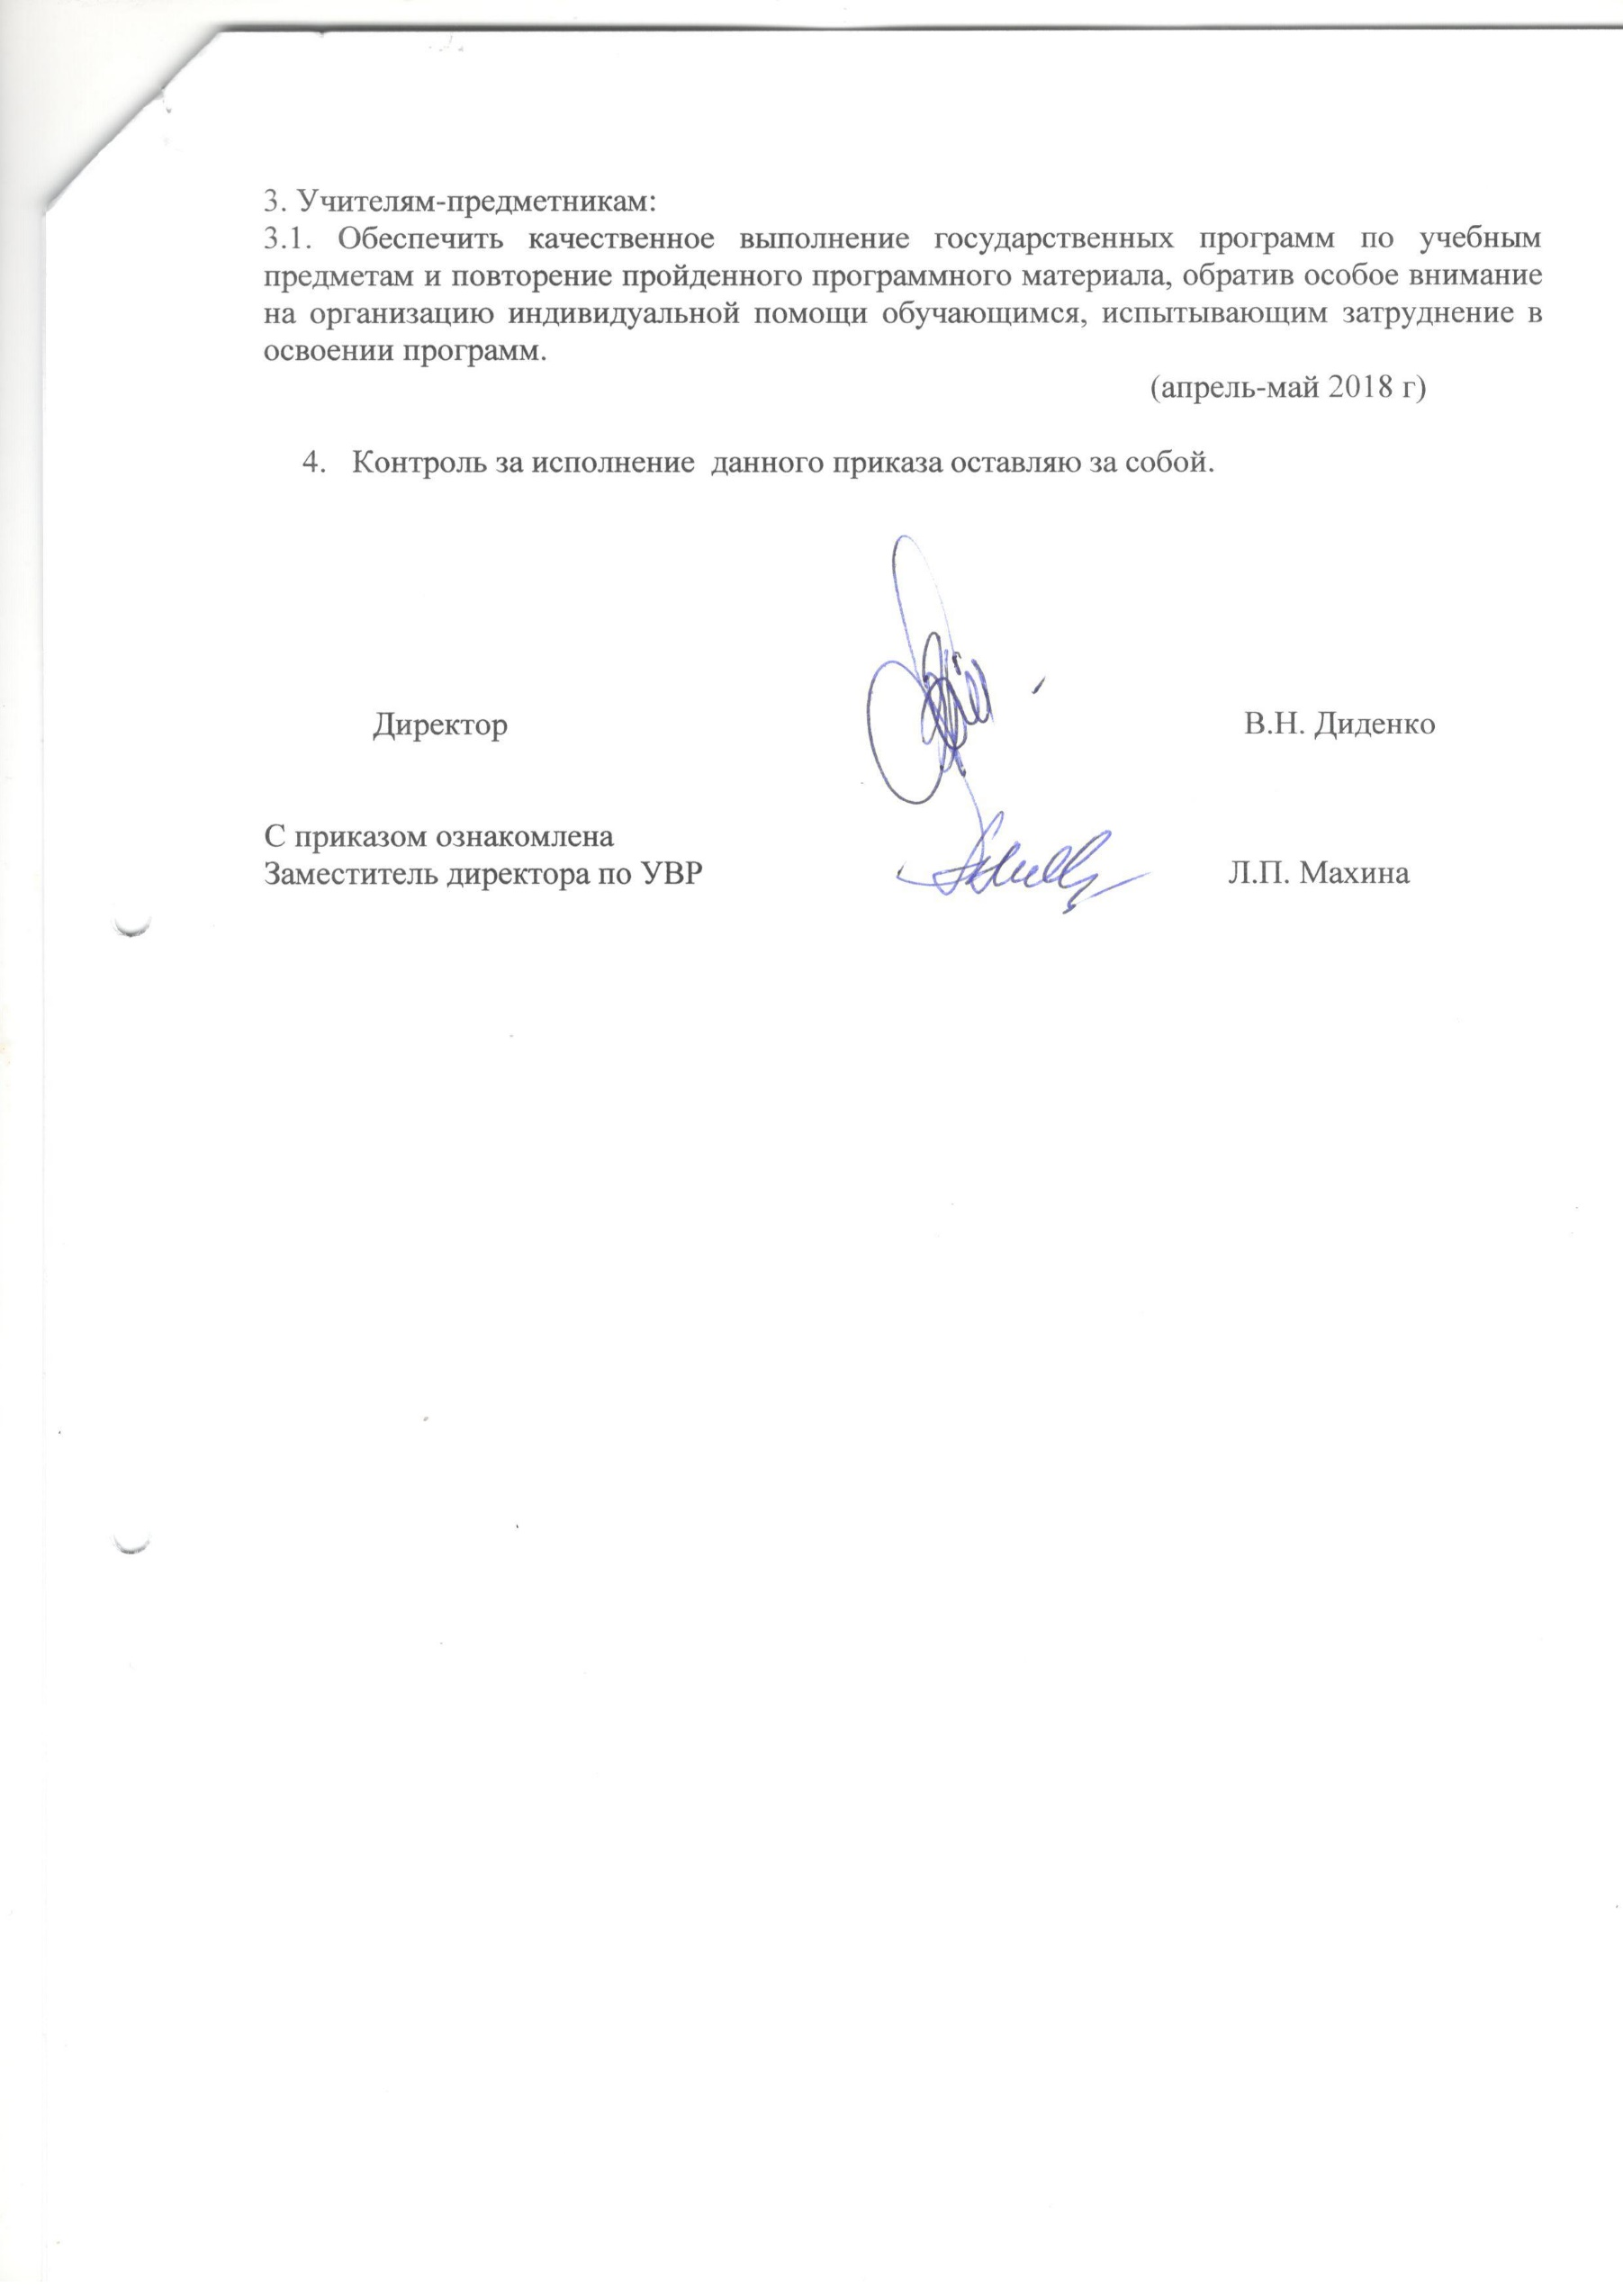 3. Учителям-предметникам:
3.1. Обеспечить качественное выполнение государственных программ по учебным
предметам и повторение пройденного программного материала, обратив особое внимание
на организацию индивидуальной помощи обучающимся, испытывающим затруднение в
освоении программ.
(апрель-май 2018 г)
4. Контроль за исполнение данного приказа оставляю за собой.
Директор В.Н. Диденко
С приказом ознакомлена
Заместитель директора по УВР Л.П. Махина